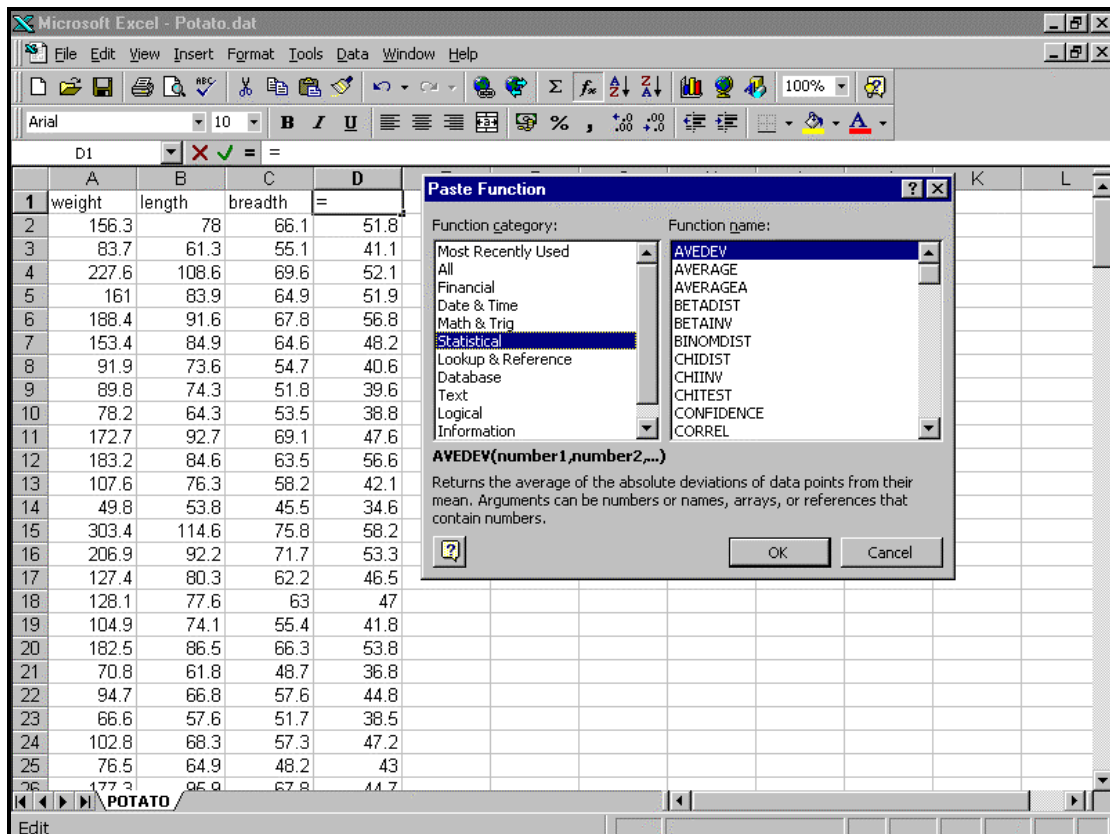 Microsoft Excel - Potato.dat
File Edit View Insert Format Tools Data Window Help
ABC Σ fx A Z Z A 100% ?
Arial 10 B I U a % , .0 .00 .00 .0 A
D1 = =
A B C D K L
1 weight length breadth =
2 156.3 78 66.1 51.8
3 83.7 61.3 55.1 41.1
4 227.6 108.6 69.6 52.1
5 161 83.9 64.9 51.9
6 188.4 91.6 67.8 56.8
7 153.4 84.9 64.6 48.2
8 91.9 73.6 54.7 40.6
9 89.8 74.3 51.8 39.6
10 78.2 64.3 53.5 38.8
11 172.7 92.7 69.1 47.6
12 183.2 84.6 63.5 56.6
13 107.6 76.3 58.2 42.1
14 49.8 53.8 45.5 34.6
15 303.4 114.6 75.8 58.2
16 206.9 92.2 71.7 53.3
17 127.4 80.3 62.2 46.5
18 128.1 77.6 63 47
19 104.9 74.1 55.4 41.8
20 182.5 86.5 66.3 53.8
21 70.8 61.8 48.7 36.8
22 94.7 66.8 57.6 44.8
23 66.6 57.6 51.7 38.5
24 102.8 68.3 57.3 47.2
25 76.5 64.9 48.2 43
26 177.3 95.9 67.8 44.7
Paste Function
Function category:
Most Recently Used
All
Financial
Date & Time
Math & Trig
Statistical
Lookup & Reference
Database
Text
Logical
Information
Function name:
AVEDEV
AVERAGE
AVERAGEA
BETADIST
BETAINV
BINOMDIST
CHIDIST
CHIINV
CHITEST
CONFIDENCE
CORREL
AVEDEV(number1,number2,...)
Returns the average of the absolute deviations of data points from their
mean. Arguments can be numbers or names, arrays, or references that
contain numbers.
? OK Cancel
POTATO
Edit